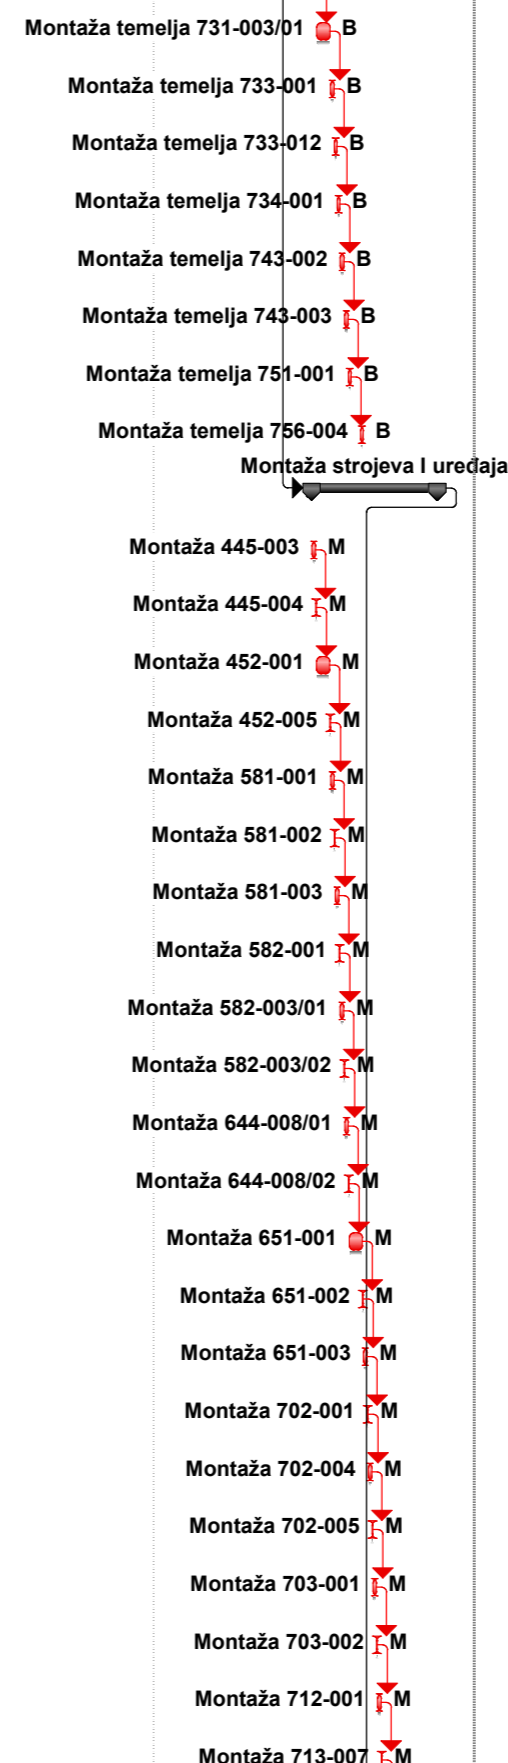 Montaža temelja 731-003/01 B
Montaža temelja 733-001 B
Montaža temelja 733-012 B
Montaža temelja 734-001 B
Montaža temelja 743-002 B
Montaža temelja 743-003 B
Montaža temelja 751-001 B
Montaža temelja 756-004 B
Montaža strojeva I uređaja
Montaža 445-003 M
Montaža 445-004 M
Montaža 452-001 M
Montaža 452-005 M
Montaža 581-001 M
Montaža 581-002 M
Montaža 581-003 M
Montaža 582-001 M
Montaža 582-003/01 M
Montaža 582-003/02 M
Montaža 644-008/01 M
Montaža 644-008/02 M
Montaža 651-001 M
Montaža 651-002 M
Montaža 651-003 M
Montaža 702-001 M
Montaža 702-004 M
Montaža 702-005 M
Montaža 703-001 M
Montaža 703-002 M
Montaža 712-001 M
Montaža 713-007 M